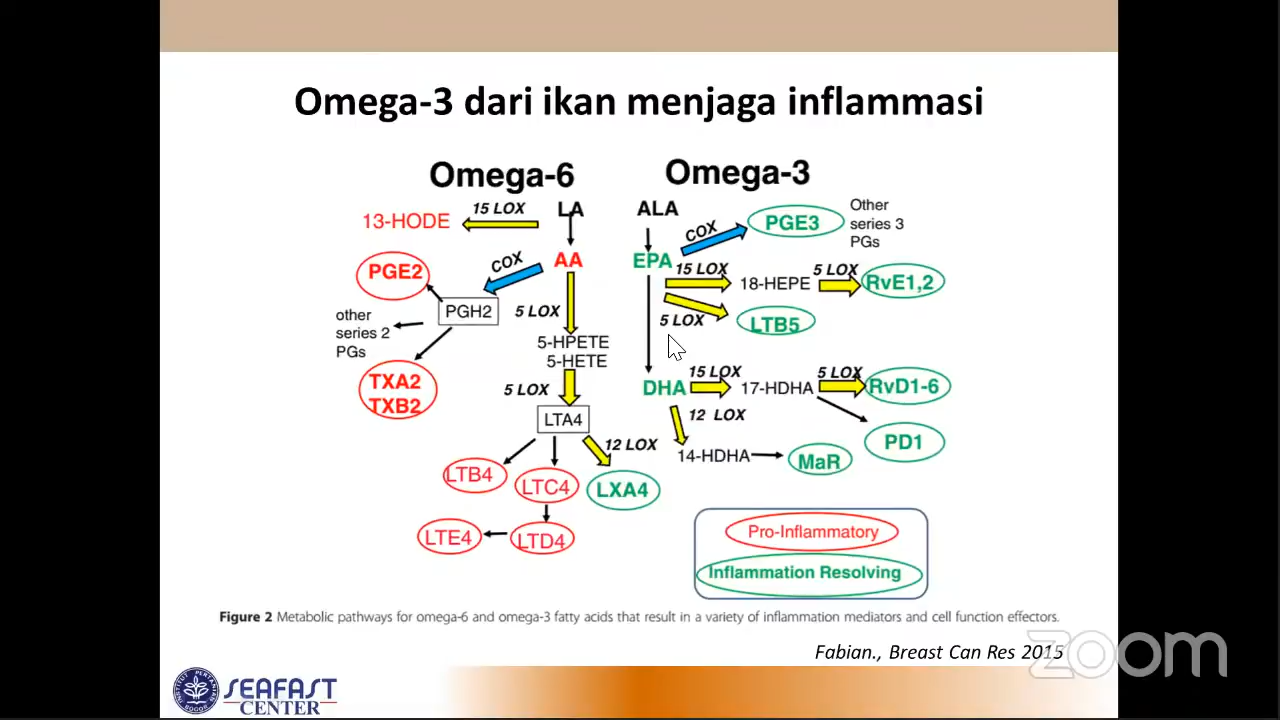 Omega-3 dari ikan menjaga inflammasi
Omega-6
Omega-3
13-HODE
15 LOX
LA
AA
COX
PGE2
PGH2
other
series 2
PGs
TXA2
TXB2
5 LOX
5-HPETE
5-HETE
5 LOX
LTA4
12 LOX
LTB4
LTC4
LXA4
LTE4
LTD4
ALA
COX
PGE3
Other
series 3
PGs
EPA
15 LOX
18-HEPE
5 LOX
RvE1,2
5 LOX
LTB5
DHA
15 LOX
17-HDHA
5 LOX
RvD1-6
12 LOX
PD1
14-HDHA
MaR
Pro-Inflammatory
Inflammation Resolving
Figure 2 Metabolic pathways for omega-6 and omega-3 fatty acids that result in a variety of inflammation mediators and cell function effectors.
Fabian., Breast Can Res 2015
zoom
SEAFAST
CENTER